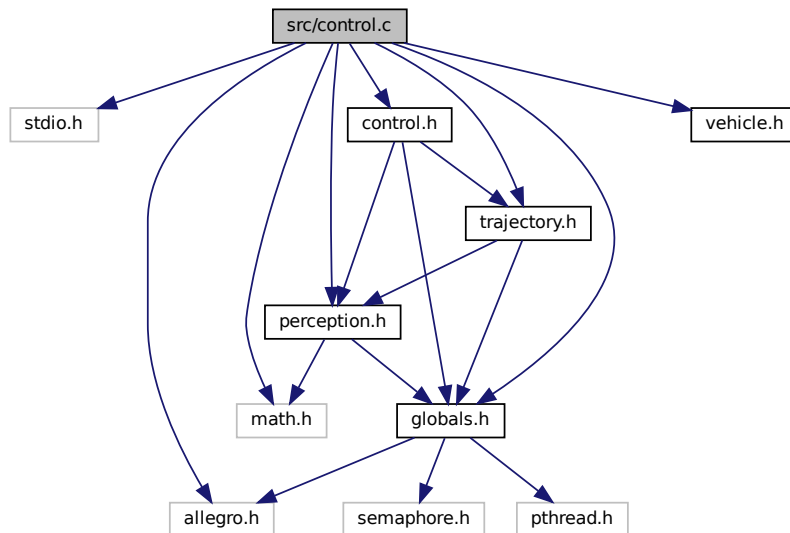 src/control.c
stdio.h
control.h
vehicle.h
trajectory.h
perception.h
math.h
globals.h
allegro.h
semaphore.h
pthread.h